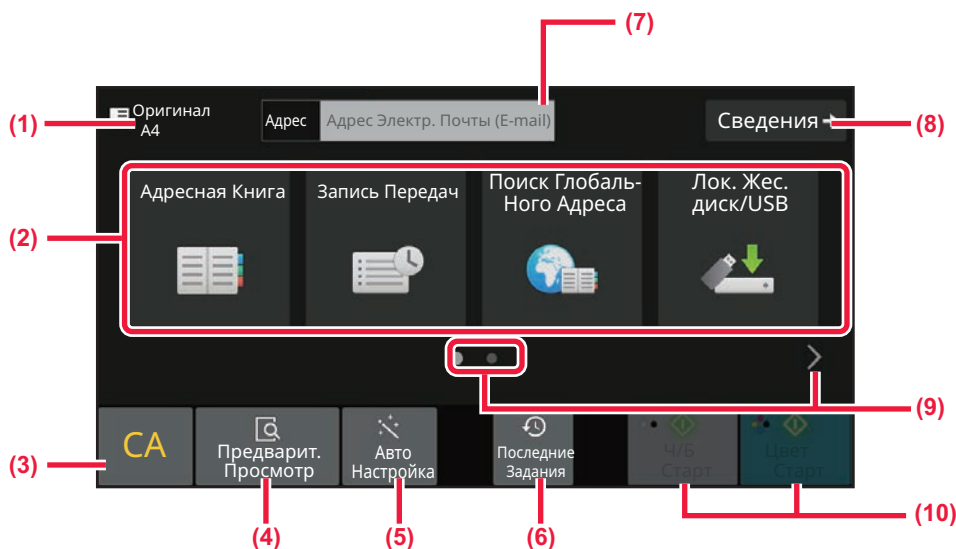 (7)
(1)
Оригинал
A4
Адрес
Адрес Электр. Почты (E-mail)
Сведения
(8)
(2)
Адресная Книга
Запись Передач
Поиск Глобаль-
Ного Адреса
Лок. Жес.
диск/USB
(9)
(3)
CA
Предварит.
Просмотр
Авто
Настройка
Последние
Задания
Ч/Б
Старт
Цвет
Старт
(10)
(4)
(5)
(6)